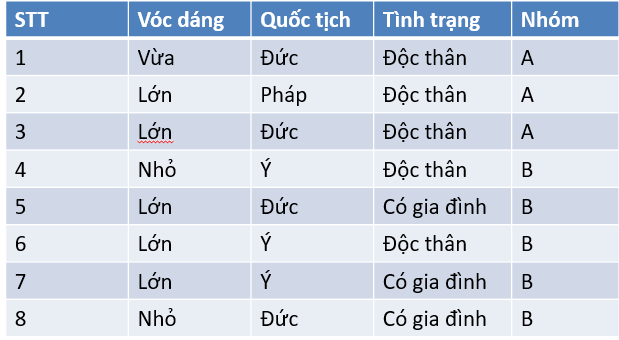 STT Vóc dáng Quốc tịch Tình trạng Nhóm
1 Vừa Đức Độc thân A
2 Lớn Pháp Độc thân A
3 Lớn Đức Độc thân A
4 Nhỏ Ý Độc thân B
5 Lớn Đức Có gia đình B
6 Lớn Ý Độc thân B
7 Lớn Ý Có gia đình B
8 Nhỏ Đức Có gia đình B